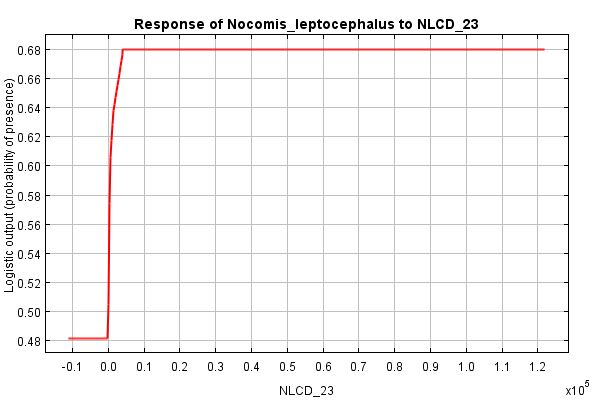 Response of Nocomis_leptocephalus to NLCD_23
Logistic output (probability of presence)
0.68
0.66
0.64
0.62
0.60
0.58
0.56
0.54
0.52
0.50
0.48
-0.1 0.0 0.1 0.2 0.3 0.4 0.5 0.6 0.7 0.8 0.9 1.0 1.1 1.2
NLCD_23
x10⁵